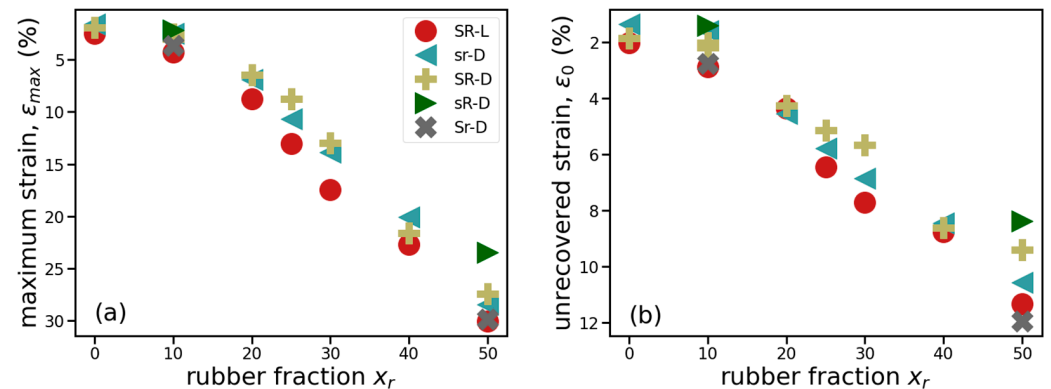 maximum strain, εmax (%)
5
10
15
20
25
30
SR-L
sr-D
SR-D
sR-D
Sr-D
(a)
0 10 20 30 40 50
rubber fraction xr
unrecovered strain, ε0 (%)
2
4
6
8
10
12
(b)
0 10 20 30 40 50
rubber fraction xr